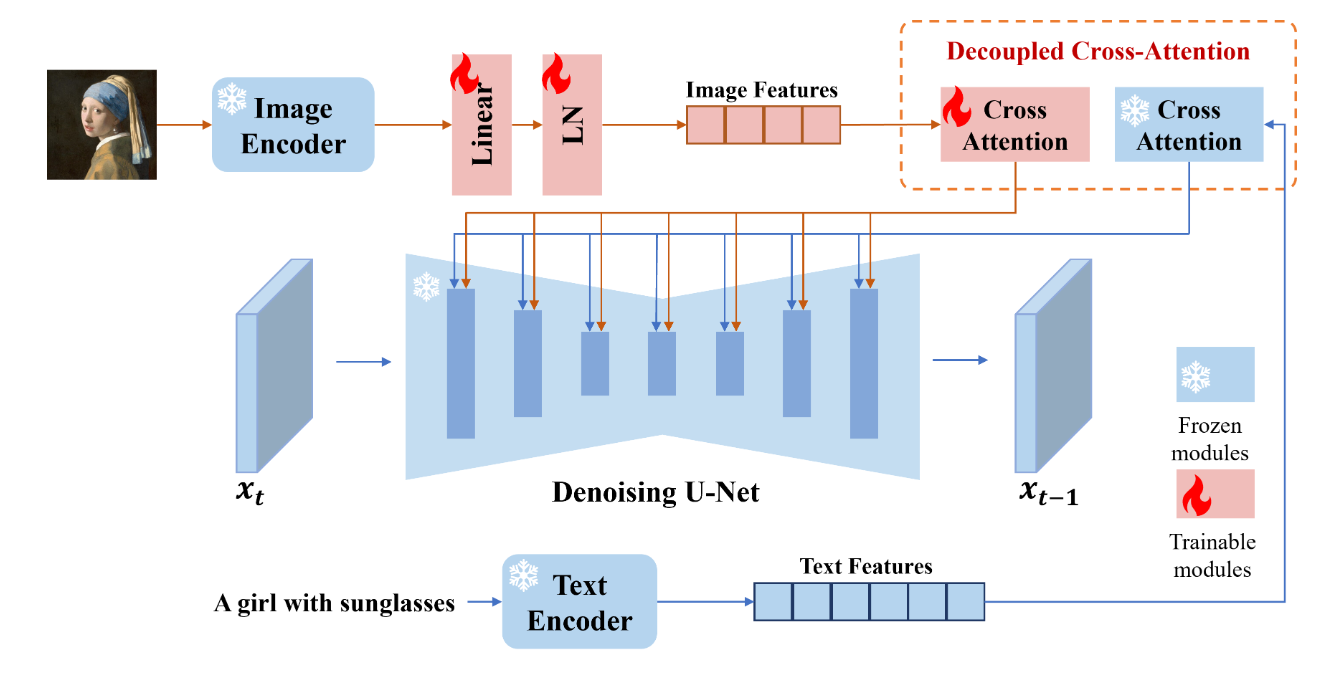 Decoupled Cross-Attention
Image
Encoder
Linear
LN
Image Features
Cross
Attention
Cross
Attention
x_t
Denoising U-Net
x_{t−1}
Frozen
modules
Trainable
modules
A girl with sunglasses
Text
Encoder
Text Features